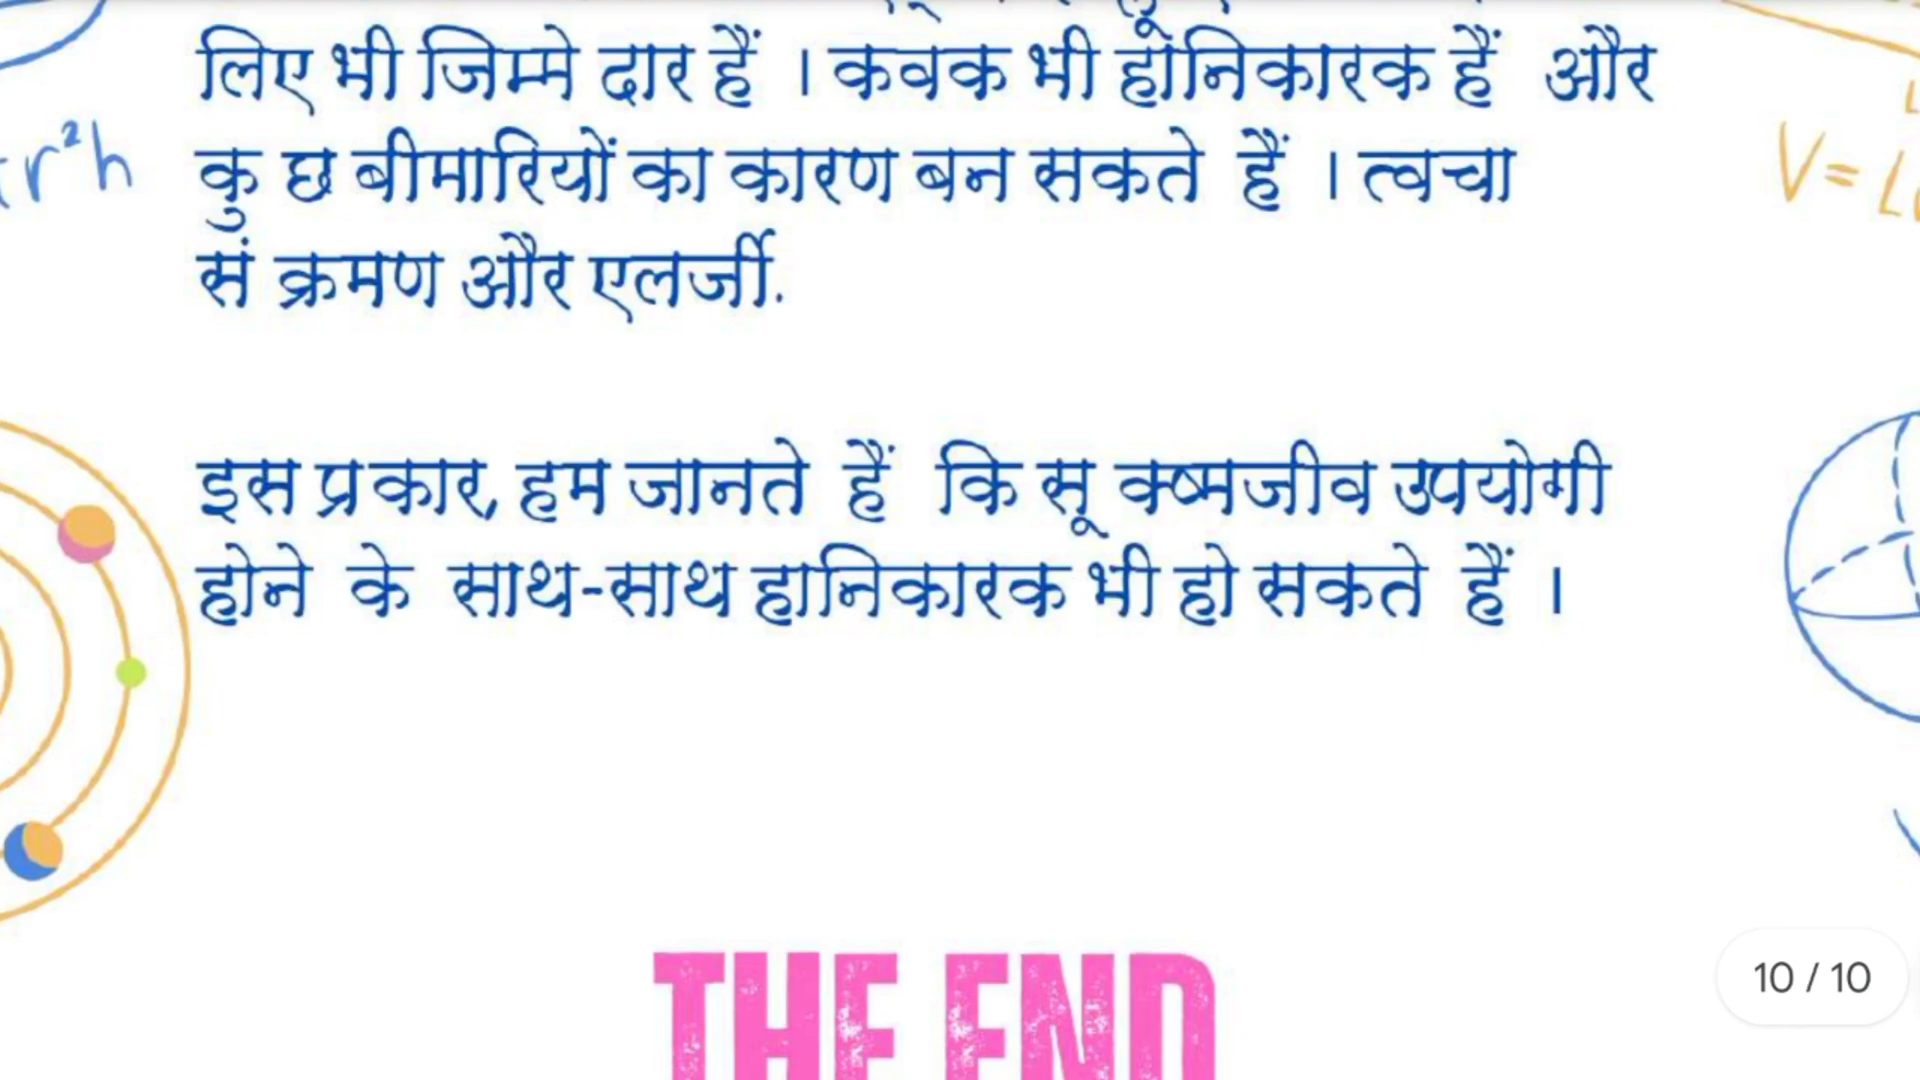 लिए भी जिम्मे दार हैं । कवक भी हानिकारक हैं और
r²h
V=
कु छ बीमारियों का कारण बन सकते हैं । त्वचा
सं क्रमण और एलर्जी.
इस प्रकार, हम जानते हैं कि सू क्ष्मजीव उपयोगी
होने के साथ-साथ हानिकारक भी हो सकते हैं ।
THE END
10 / 10